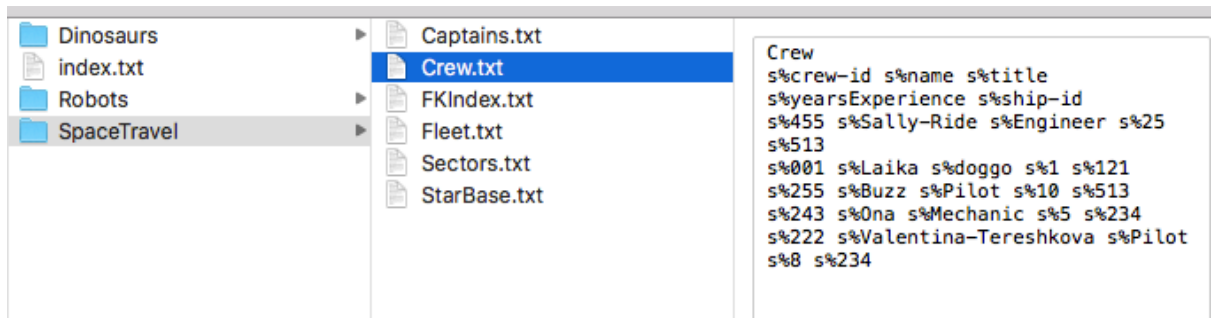 Dinosaurs
index.txt
Robots
SpaceTravel
Captains.txt
Crew.txt
FKIndex.txt
Fleet.txt
Sectors.txt
StarBase.txt
Crew
s%crew-id s%name s%title
s%yearsExperience s%ship-id
s%455 s%Sally-Ride s%Engineer s%25
s%513
s%001 s%Laika s%doggo s%1 s%121
s%255 s%Buzz s%Pilot s%10 s%513
s%243 s%Ona s%Mechanic s%5 s%234
s%222 s%Valentina-Tereshkova s%Pilot
s%8 s%234